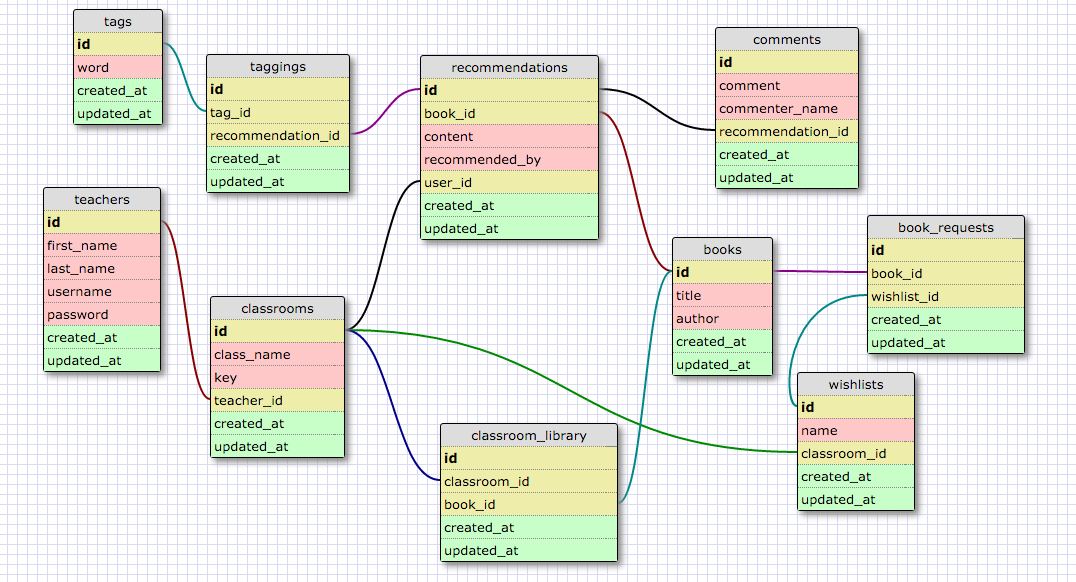 tags
id
word
created_at
updated_at
taggings
id
tag_id
recommendation_id
created_at
updated_at
recommendations
id
book_id
content
recommended_by
user_id
created_at
updated_at
comments
id
comment
commenter_name
recommendation_id
created_at
updated_at
teachers
id
first_name
last_name
username
password
created_at
updated_at
classrooms
id
class_name
key
teacher_id
created_at
updated_at
books
id
title
author
created_at
updated_at
book_requests
id
book_id
wishlist_id
created_at
updated_at
classroom_library
id
classroom_id
book_id
created_at
updated_at
wishlists
id
name
classroom_id
created_at
updated_at